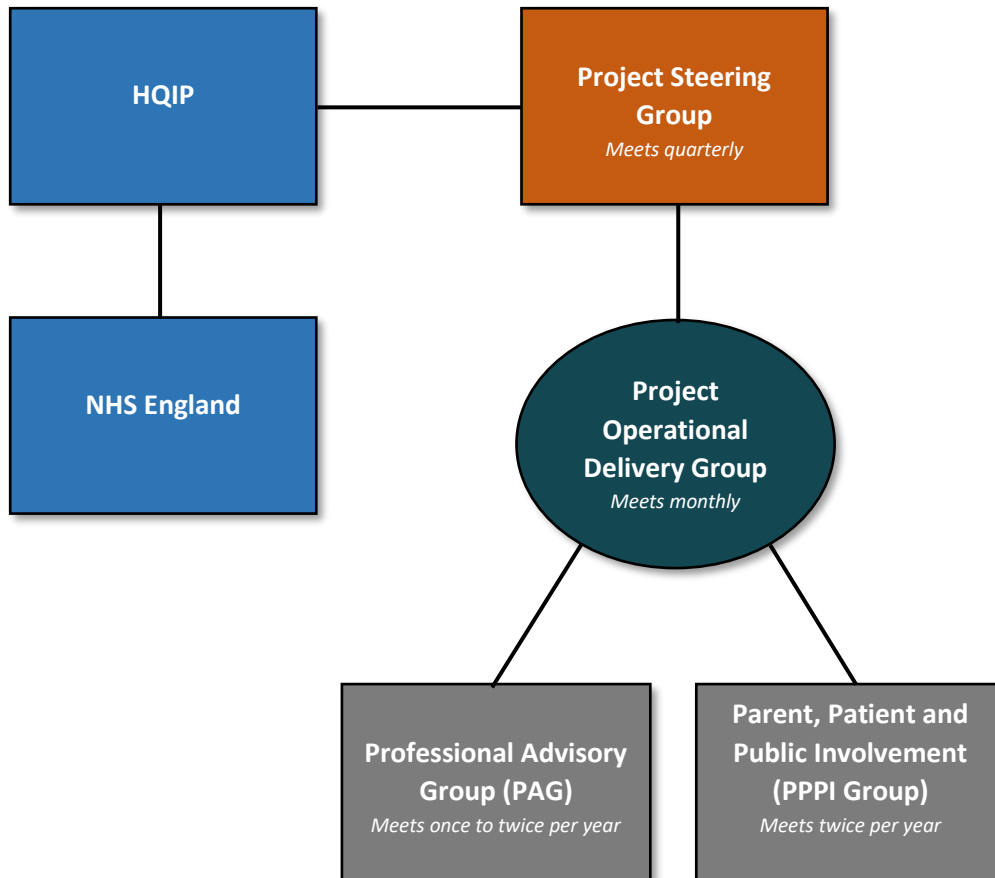 HQIP
Project Steering
Group
Meets quarterly
NHS England
Project
Operational
Delivery Group
Meets monthly
Professional Advisory
Group (PAG)
Meets once to twice per year
Parent, Patient and
Public Involvement
(PPPI Group)
Meets twice per year